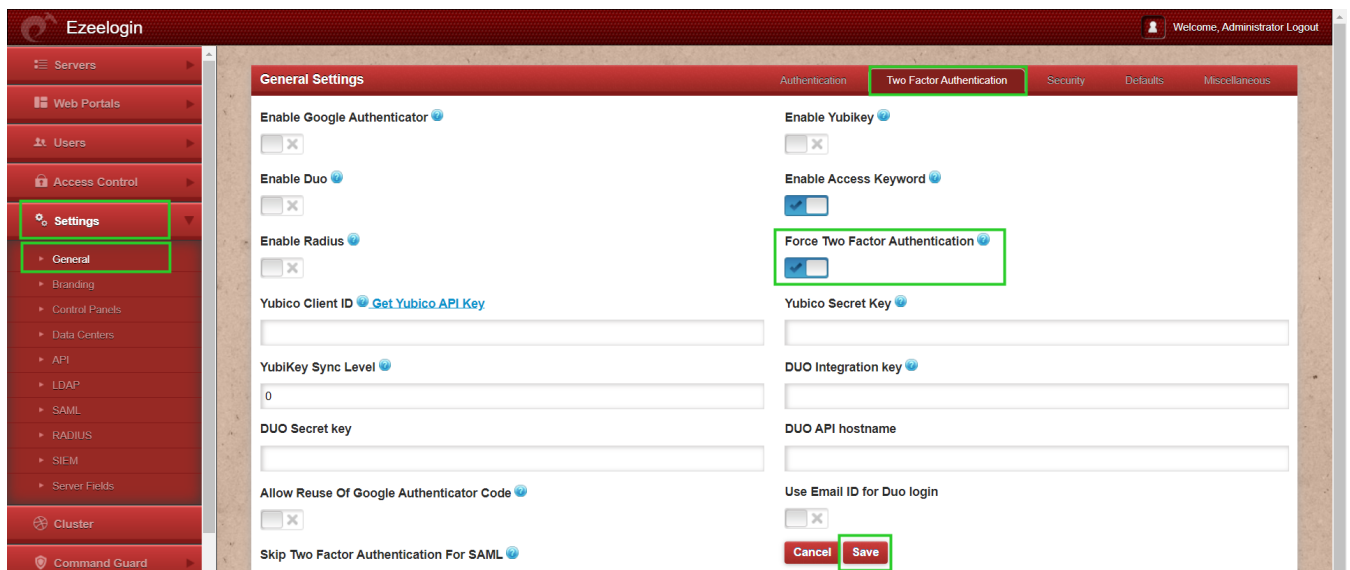 Ezeelogin
Welcome, Administrator Logout
Servers
Web Portals
Users
Access Control
Settings
General
Branding
Control Panels
Data Centers
API
LDAP
SAML
RADIUS
SIEM
Server Fields
Cluster
Command Guard
General Settings
Authentication
Two Factor Authentication
Security
Defaults
Miscellaneous
Enable Google Authenticator
Enable Yubikey
Enable Duo
Enable Access Keyword
Enable Radius
Force Two Factor Authentication
Yubico Client ID Get Yubico API Key
Yubico Secret Key
YubiKey Sync Level
0
DUO Integration key
DUO Secret key
DUO API hostname
Allow Reuse Of Google Authenticator Code
Use Email ID for Duo login
Skip Two Factor Authentication For SAML
Cancel
Save